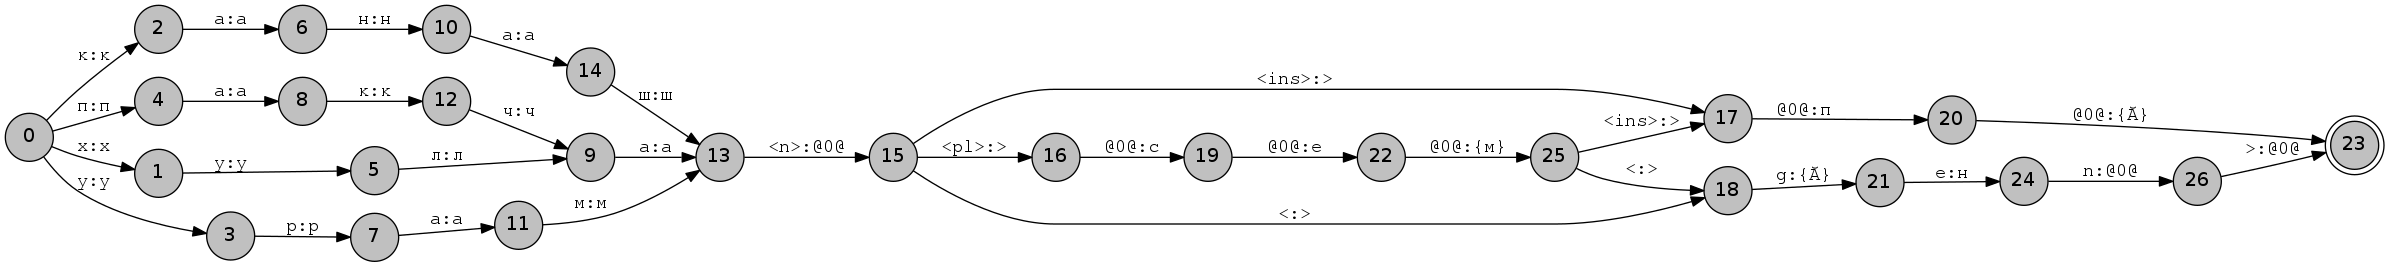 0
к:к
2
а:а
6
н:н
10
а:а
14
ш:ш
п:п
4
а:а
8
к:к
12
ч:ч
9
а:а
х:х
1
у:у
5
л:л
у:у
3
р:р
7
а:а
11
м:м
13
<n>:@0@
15
<ins>:>
<pl>:>
16
@0@:с
19
@0@:е
22
@0@:{м}
25
<:>
<ins>:>
<:>
17
@0@:п
20
@0@:{Ã}
18
g:{Ã}
21
e:н
24
n:@0@
26
>:@0@
23